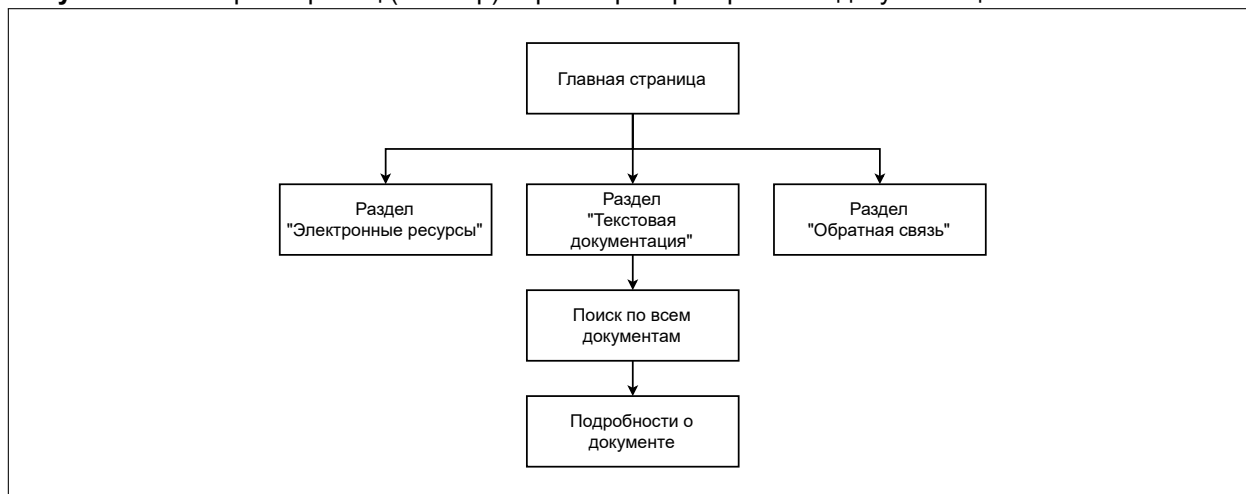 Главная страница
Раздел
"Электронные ресурсы"
Раздел
"Текстовая
документация"
Раздел
"Обратная связь"
Поиск по всем
документам
Подробности о
документе